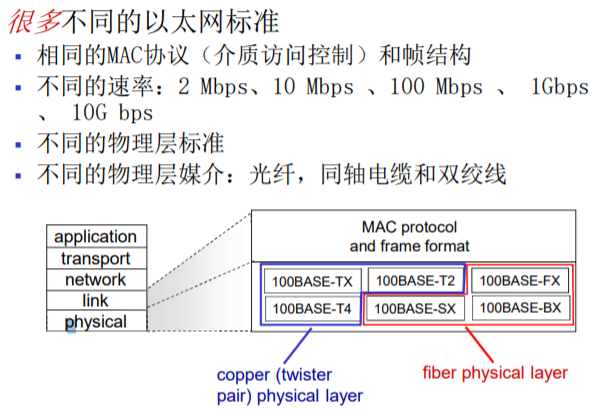 很多不同的以太网标准
▪ 相同的MAC协议（介质访问控制）和帧结构
▪ 不同的速率：2 Mbps、10 Mbps 、100 Mbps 、 1Gbps
、 10G bps
▪ 不同的物理层标准
▪ 不同的物理层媒介：光纤，同轴电缆和双绞线
application
transport
network
link
physical
MAC protocol
and frame format
100BASE-TX 100BASE-T2 100BASE-FX
100BASE-T4 100BASE-SX 100BASE-BX
copper (twister
pair) physical layer
fiber physical layer